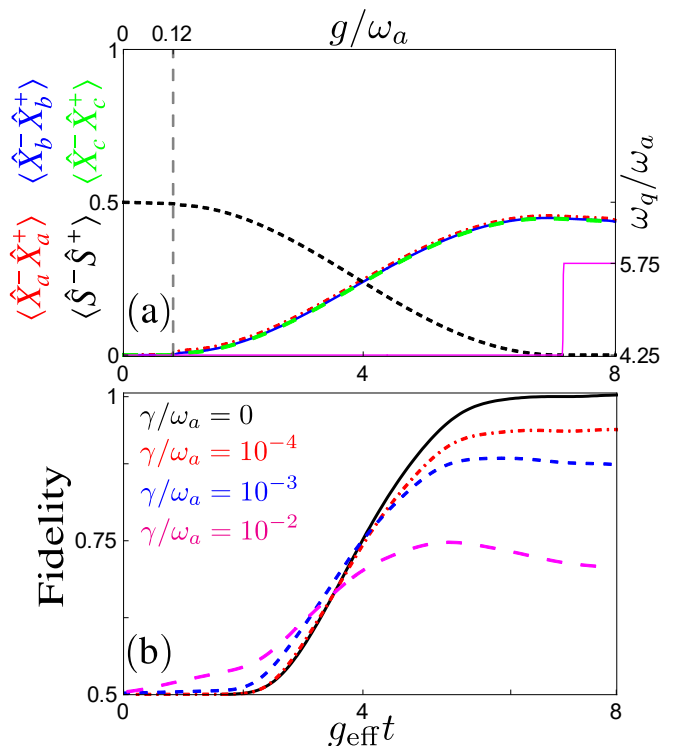 g/ω_a
0 0.12
1
⟨X̂_b⁻ X̂_b⁺⟩ ⟨X̂_c⁻ X̂_c⁺⟩
⟨X̂_a⁻ X̂_a⁺⟩ ⟨Ŝ⁻ Ŝ⁺⟩
0.5
ω_q/ω_a
5.75
(a)
0
4.25
0 4 8
1
γ/ω_a = 0
γ/ω_a = 10⁻⁴
γ/ω_a = 10⁻³
γ/ω_a = 10⁻²
Fidelity
0.75
(b)
0.5
0 4 8
g_eff t